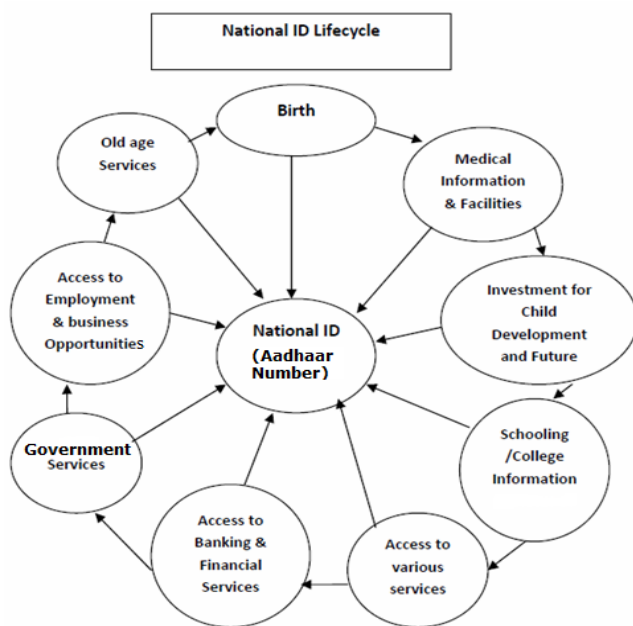 National ID Lifecycle
Birth
Medical
Information
& Facilities
Investment for
Child
Development
and Future
Schooling
/College
Information
Access to
various
services
Access to
Banking &
Financial
Services
Government
Services
Access to
Employment
& business
Opportunities
Old age
Services
National ID
(Aadhaar
Number)